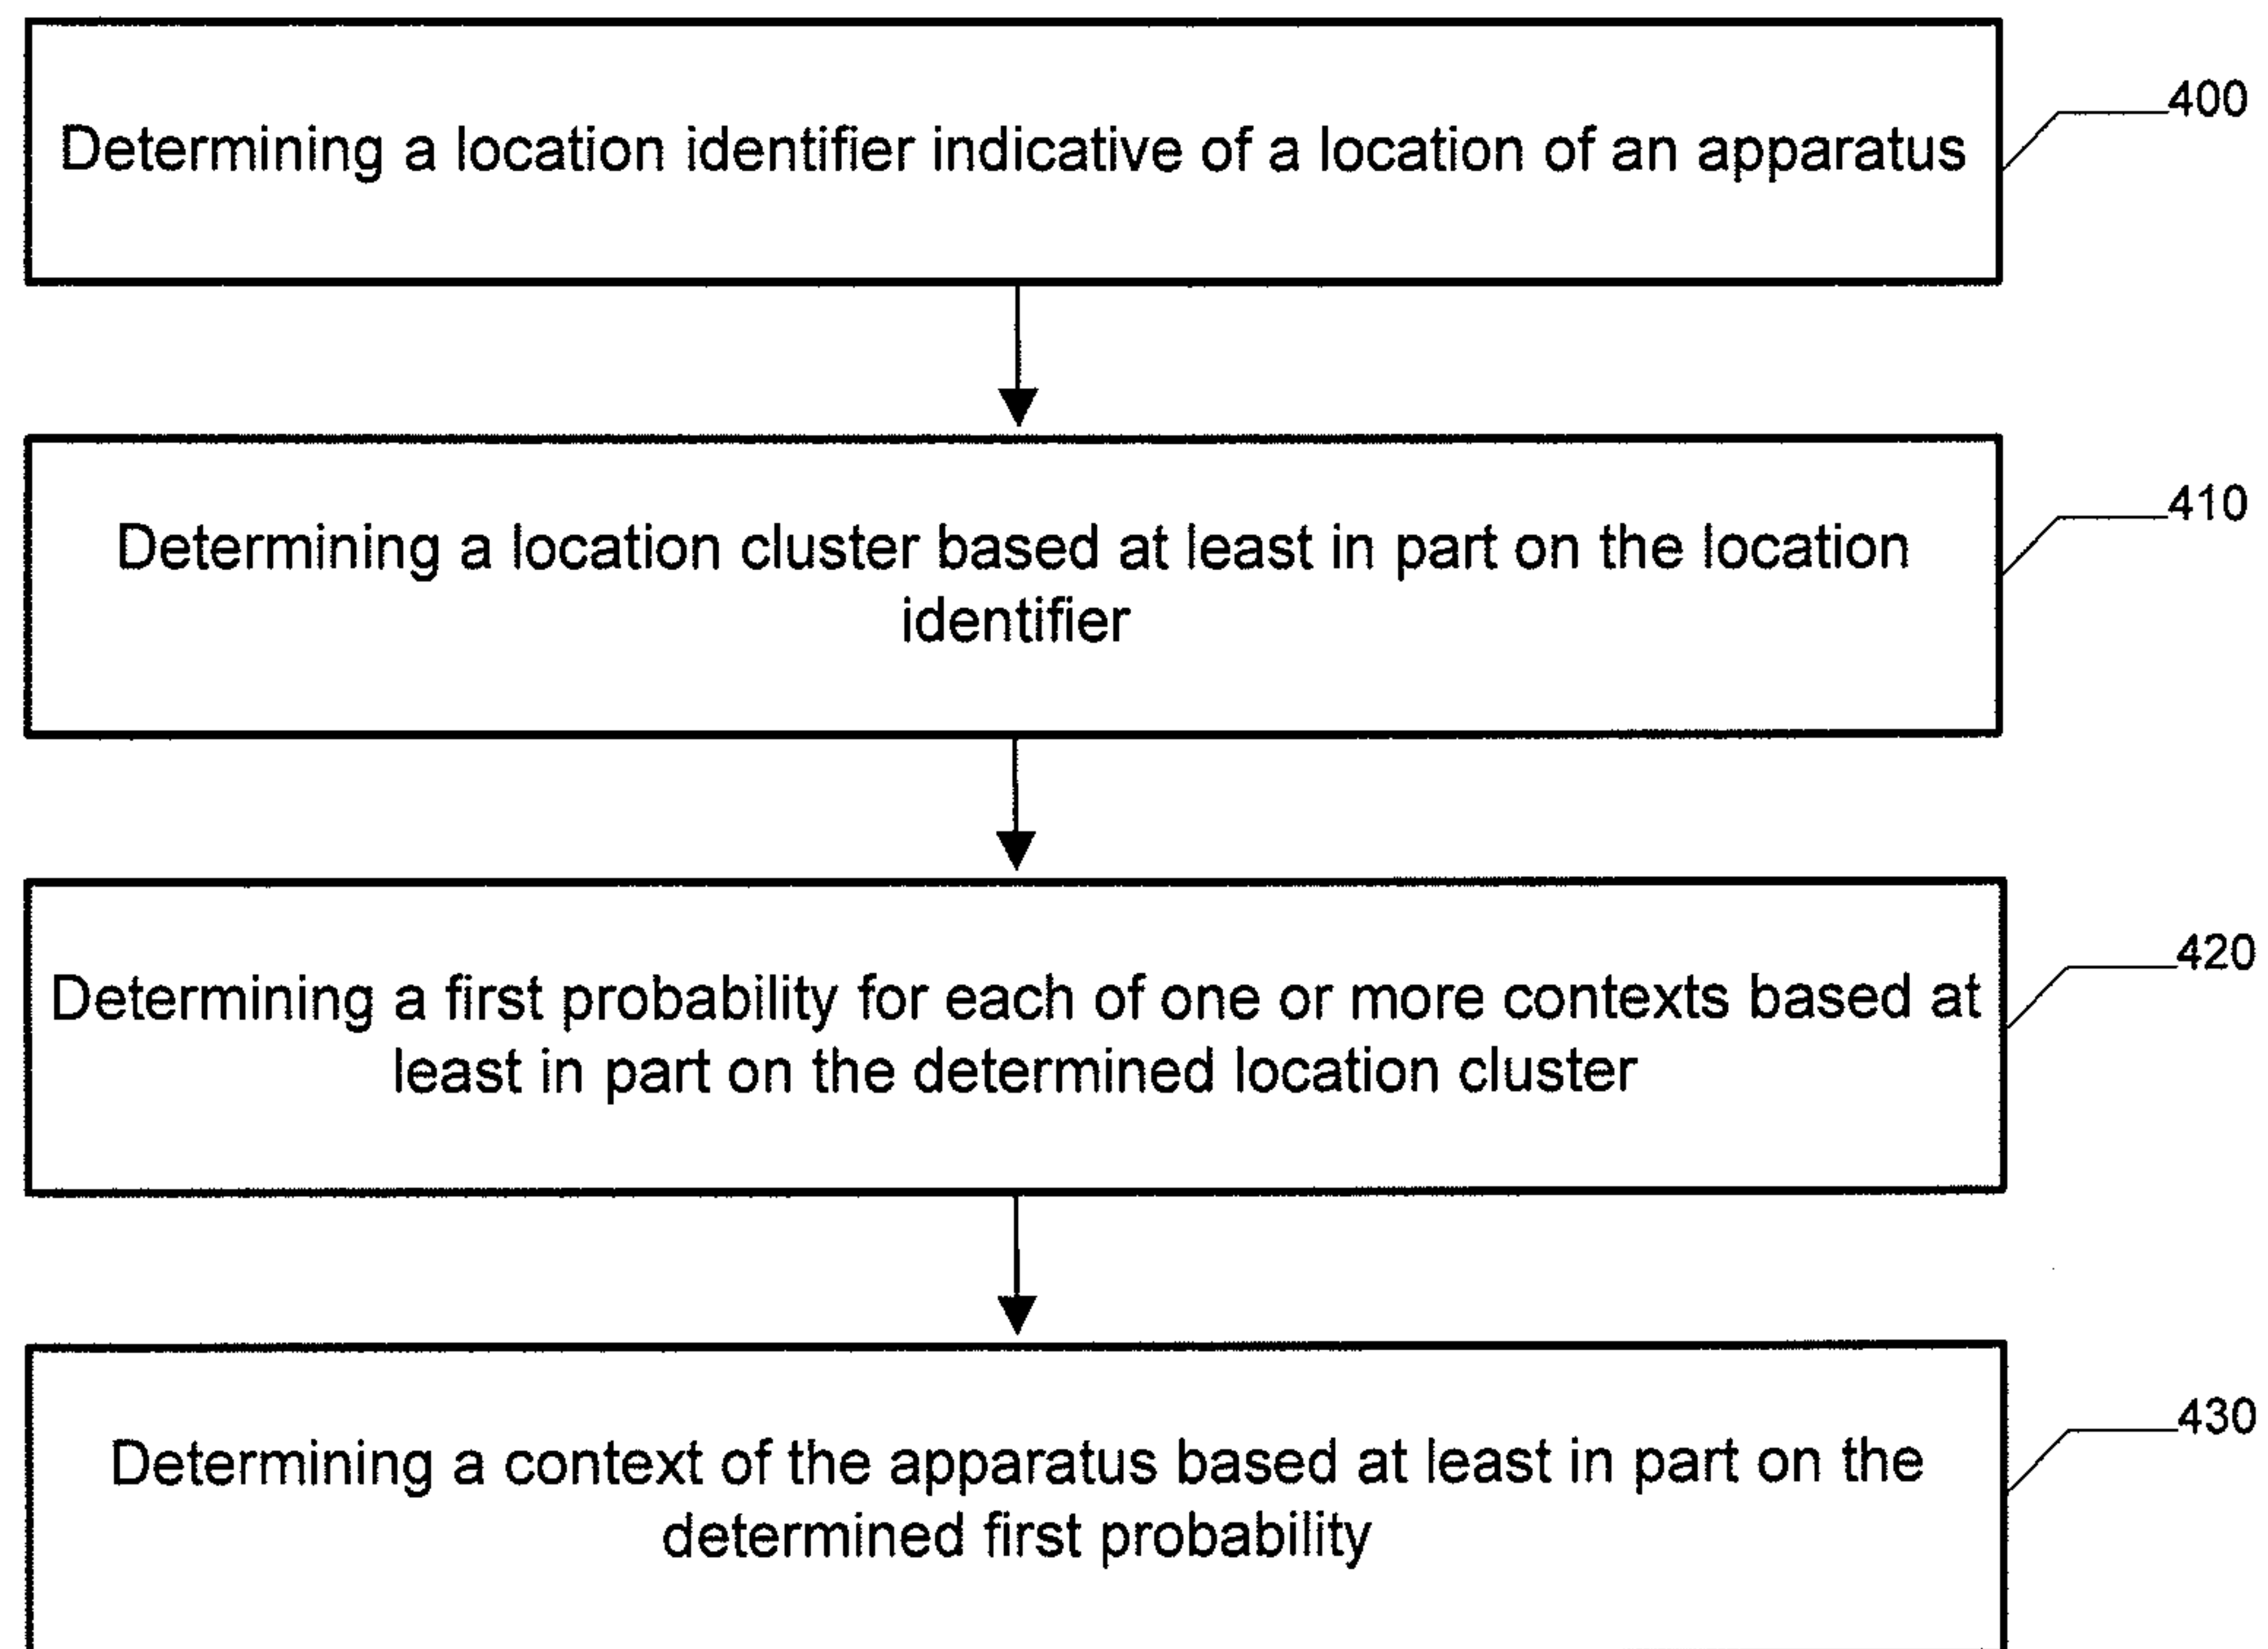 400
Determining a location identifier indicative of a location of an apparatus
410
Determining a location cluster based at least in part on the location
identifier
420
Determining a first probability for each of one or more contexts based at
least in part on the determined location cluster
430
Determining a context of the apparatus based at least in part on the
determined first probability